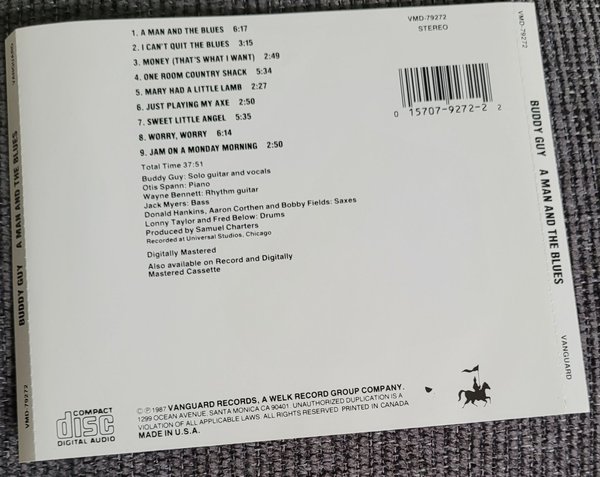 VMD-79272
STEREO
1. A MAN AND THE BLUES 6:17
2. I CAN'T QUIT THE BLUES 3:15
3. MONEY (THAT'S WHAT I WANT) 2:49
4. ONE ROOM COUNTRY SHACK 5:34
5. MARY HAD A LITTLE LAMB 2:27
6. JUST PLAYING MY AXE 2:50
7. SWEET LITTLE ANGEL 5:35
8. WORRY, WORRY 6:14
9. JAM ON A MONDAY MORNING 2:50
0 15707-9272-2 2
Total Time 37:51
Buddy Guy: Solo guitar and vocals
Otis Spann: Piano
Wayne Bennett: Rhythm guitar
Jack Myers: Bass
Donald Hankins, Aaron Corthen and Bobby Fields: Saxes
Lonny Taylor and Fred Below: Drums
Produced by Samuel Charters
Recorded at Universal Studios, Chicago
Digitally Mastered
Also available on Record and Digitally
Mastered Cassette
COMPACT
disc
DIGITAL AUDIO
© ℗ 1987 VANGUARD RECORDS, A WELK RECORD GROUP COMPANY.
1299 OCEAN AVENUE, SANTA MONICA CA 90401. UNAUTHORIZED DUPLICATION IS A
VIOLATION OF ALL APPLICABLE LAWS. ALL RIGHTS RESERVED. PRINTED IN CANADA
MADE IN U.S.A.
VANGUARD BUDDY GUY A MAN AND THE BLUES VMD-79272
VMD-79272 BUDDY GUY A MAN AND THE BLUES VANGUARD